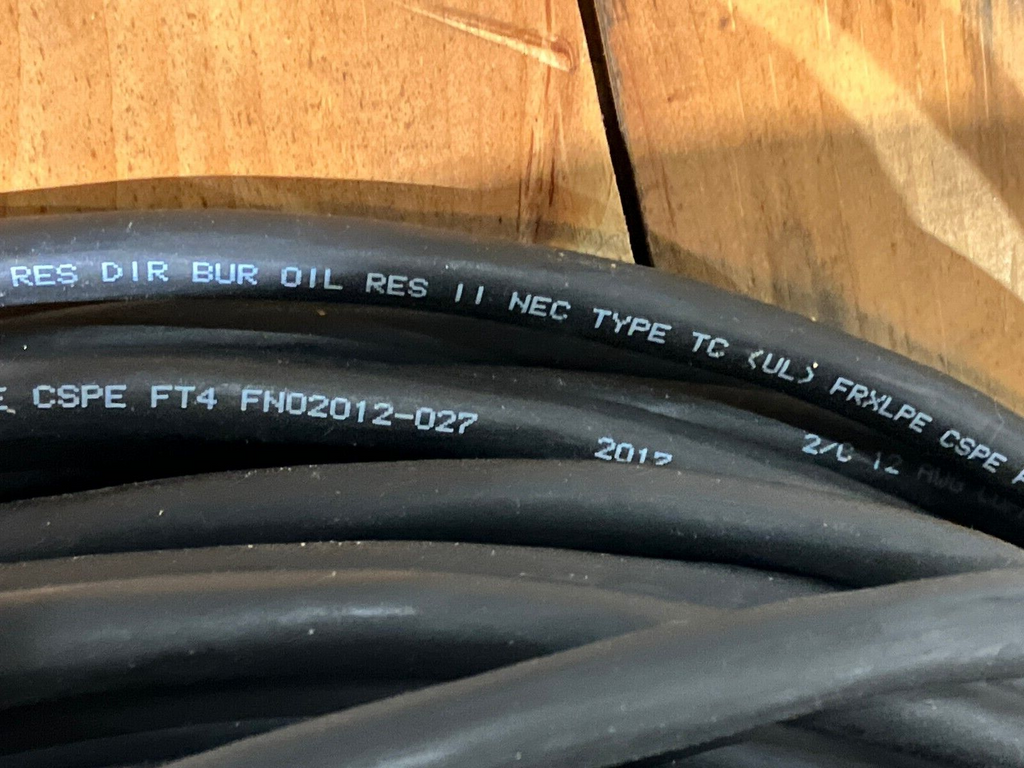 RES DIR BUR OIL RES II NEC TYPE TC (UL) FRXLPE CSPE
CSPE FT4 FN02012-027 2017 2/C 12 AWG